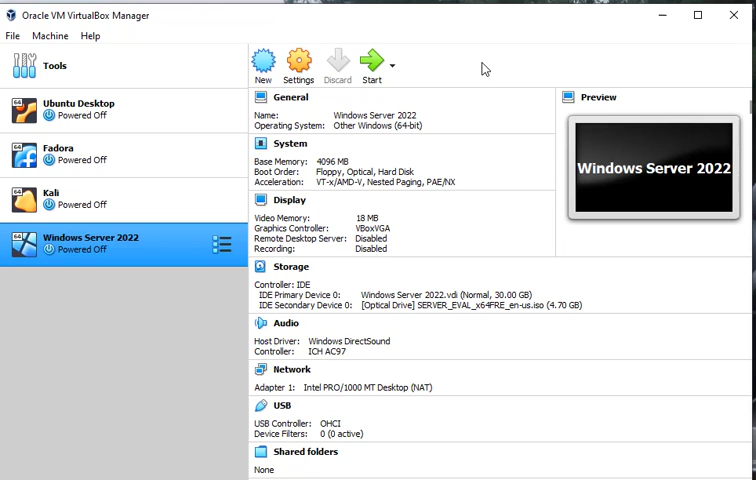 Oracle VM VirtualBox Manager
File Machine Help
Tools
New Settings Discard Start
64 Ubuntu Desktop
Powered Off
64 Fadora
Powered Off
64 Kali
Powered Off
64 Windows Server 2022
Powered Off
General
Name: Windows Server 2022
Operating System: Other Windows (64-bit)
System
Base Memory: 4096 MB
Boot Order: Floppy, Optical, Hard Disk
Acceleration: VT-x/AMD-V, Nested Paging, PAE/NX
Display
Video Memory: 18 MB
Graphics Controller: VBoxVGA
Remote Desktop Server: Disabled
Recording: Disabled
Storage
Controller: IDE
IDE Primary Device 0: Windows Server 2022.vdi (Normal, 30.00 GB)
IDE Secondary Device 0: [Optical Drive] SERVER_EVAL_x64FRE_en-us.iso (4.70 GB)
Audio
Host Driver: Windows DirectSound
Controller: ICH AC97
Network
Adapter 1: Intel PRO/1000 MT Desktop (NAT)
USB
USB Controller: OHCI
Device Filters: 0 (0 active)
Shared folders
None
Preview
Windows Server 2022